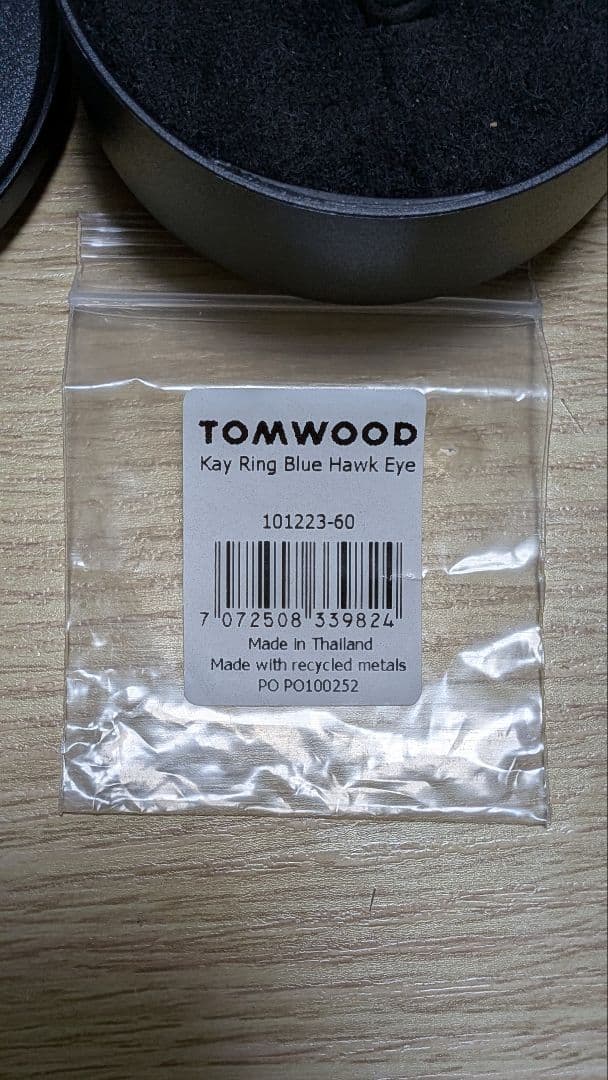 TOMWOOD
Kay Ring Blue Hawk Eye
101223-60
7 072508 339824
Made in Thailand
Made with recycled metals
PO PO100252